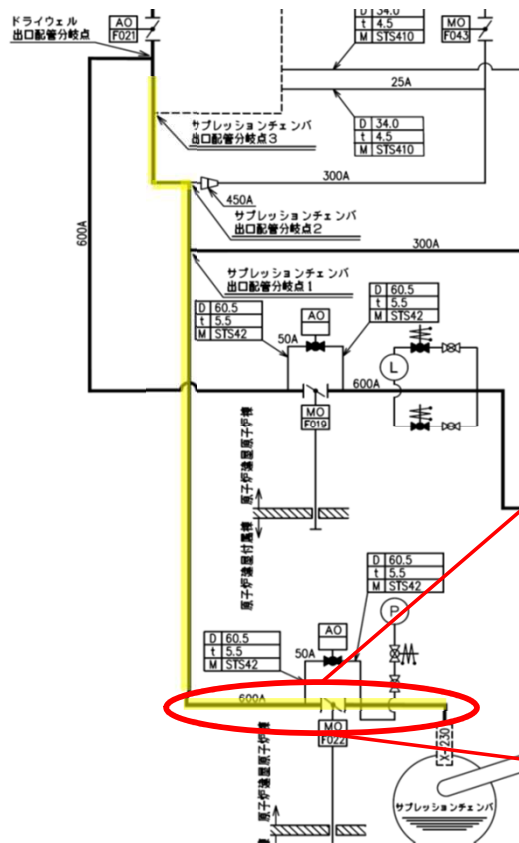 ドライウェル
出口配管分岐点
AO
F021
D 34.0
t 4.5
M STS410
MO
F043
25A
サプレッションチェンバ
出口配管分岐点3
D 34.0
t 4.5
M STS410
300A
450A
サプレッションチェンバ
出口配管分岐点2
600A
300A
サプレッションチェンバ
出口配管分岐点1
D 60.5
t 5.5
M STS42
AO
D 60.5
t 5.5
M STS42
50A
L
600A
MO
F019
原子炉建屋原子炉棟
原子炉建屋付属棟
D 60.5
t 5.5
M STS42
P
AO
D 60.5
t 5.5
M STS42
50A
600A
MO
F022
X-230
原子炉建屋原子炉棟
サプレッションチェンバ